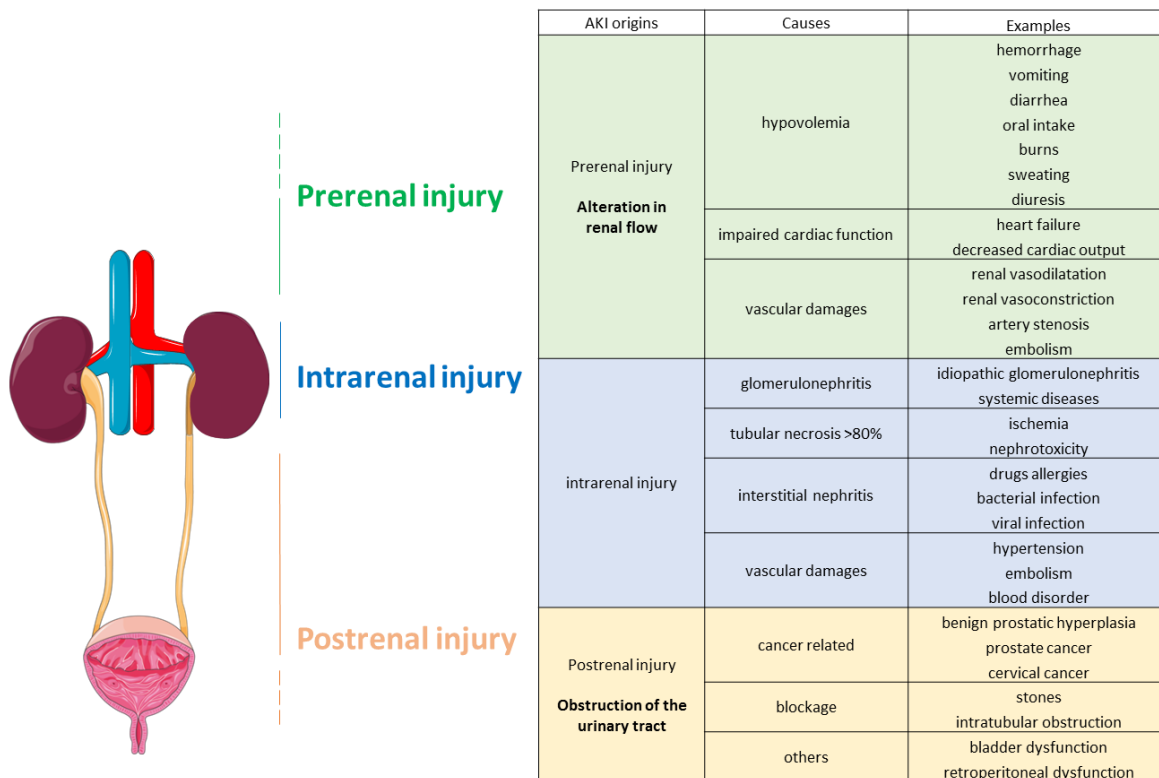 Prerenal injury
Intrarenal injury
Postrenal injury
AKI origins
Causes
Examples
Prerenal injury
Alteration in
renal flow
hypovolemia
hemorrhage
vomiting
diarrhea
oral intake
burns
sweating
diuresis
impaired cardiac function
heart failure
decreased cardiac output
vascular damages
renal vasodilatation
renal vasoconstriction
artery stenosis
embolism
intrarenal injury
glomerulonephritis
idiopathic glomerulonephritis
systemic diseases
tubular necrosis >80%
ischemia
nephrotoxicity
interstitial nephritis
drugs allergies
bacterial infection
viral infection
vascular damages
hypertension
embolism
blood disorder
Postrenal injury
Obstruction of the
urinary tract
cancer related
benign prostatic hyperplasia
prostate cancer
cervical cancer
blockage
stones
intratubular obstruction
others
bladder dysfunction
retroperitoneal dysfunction